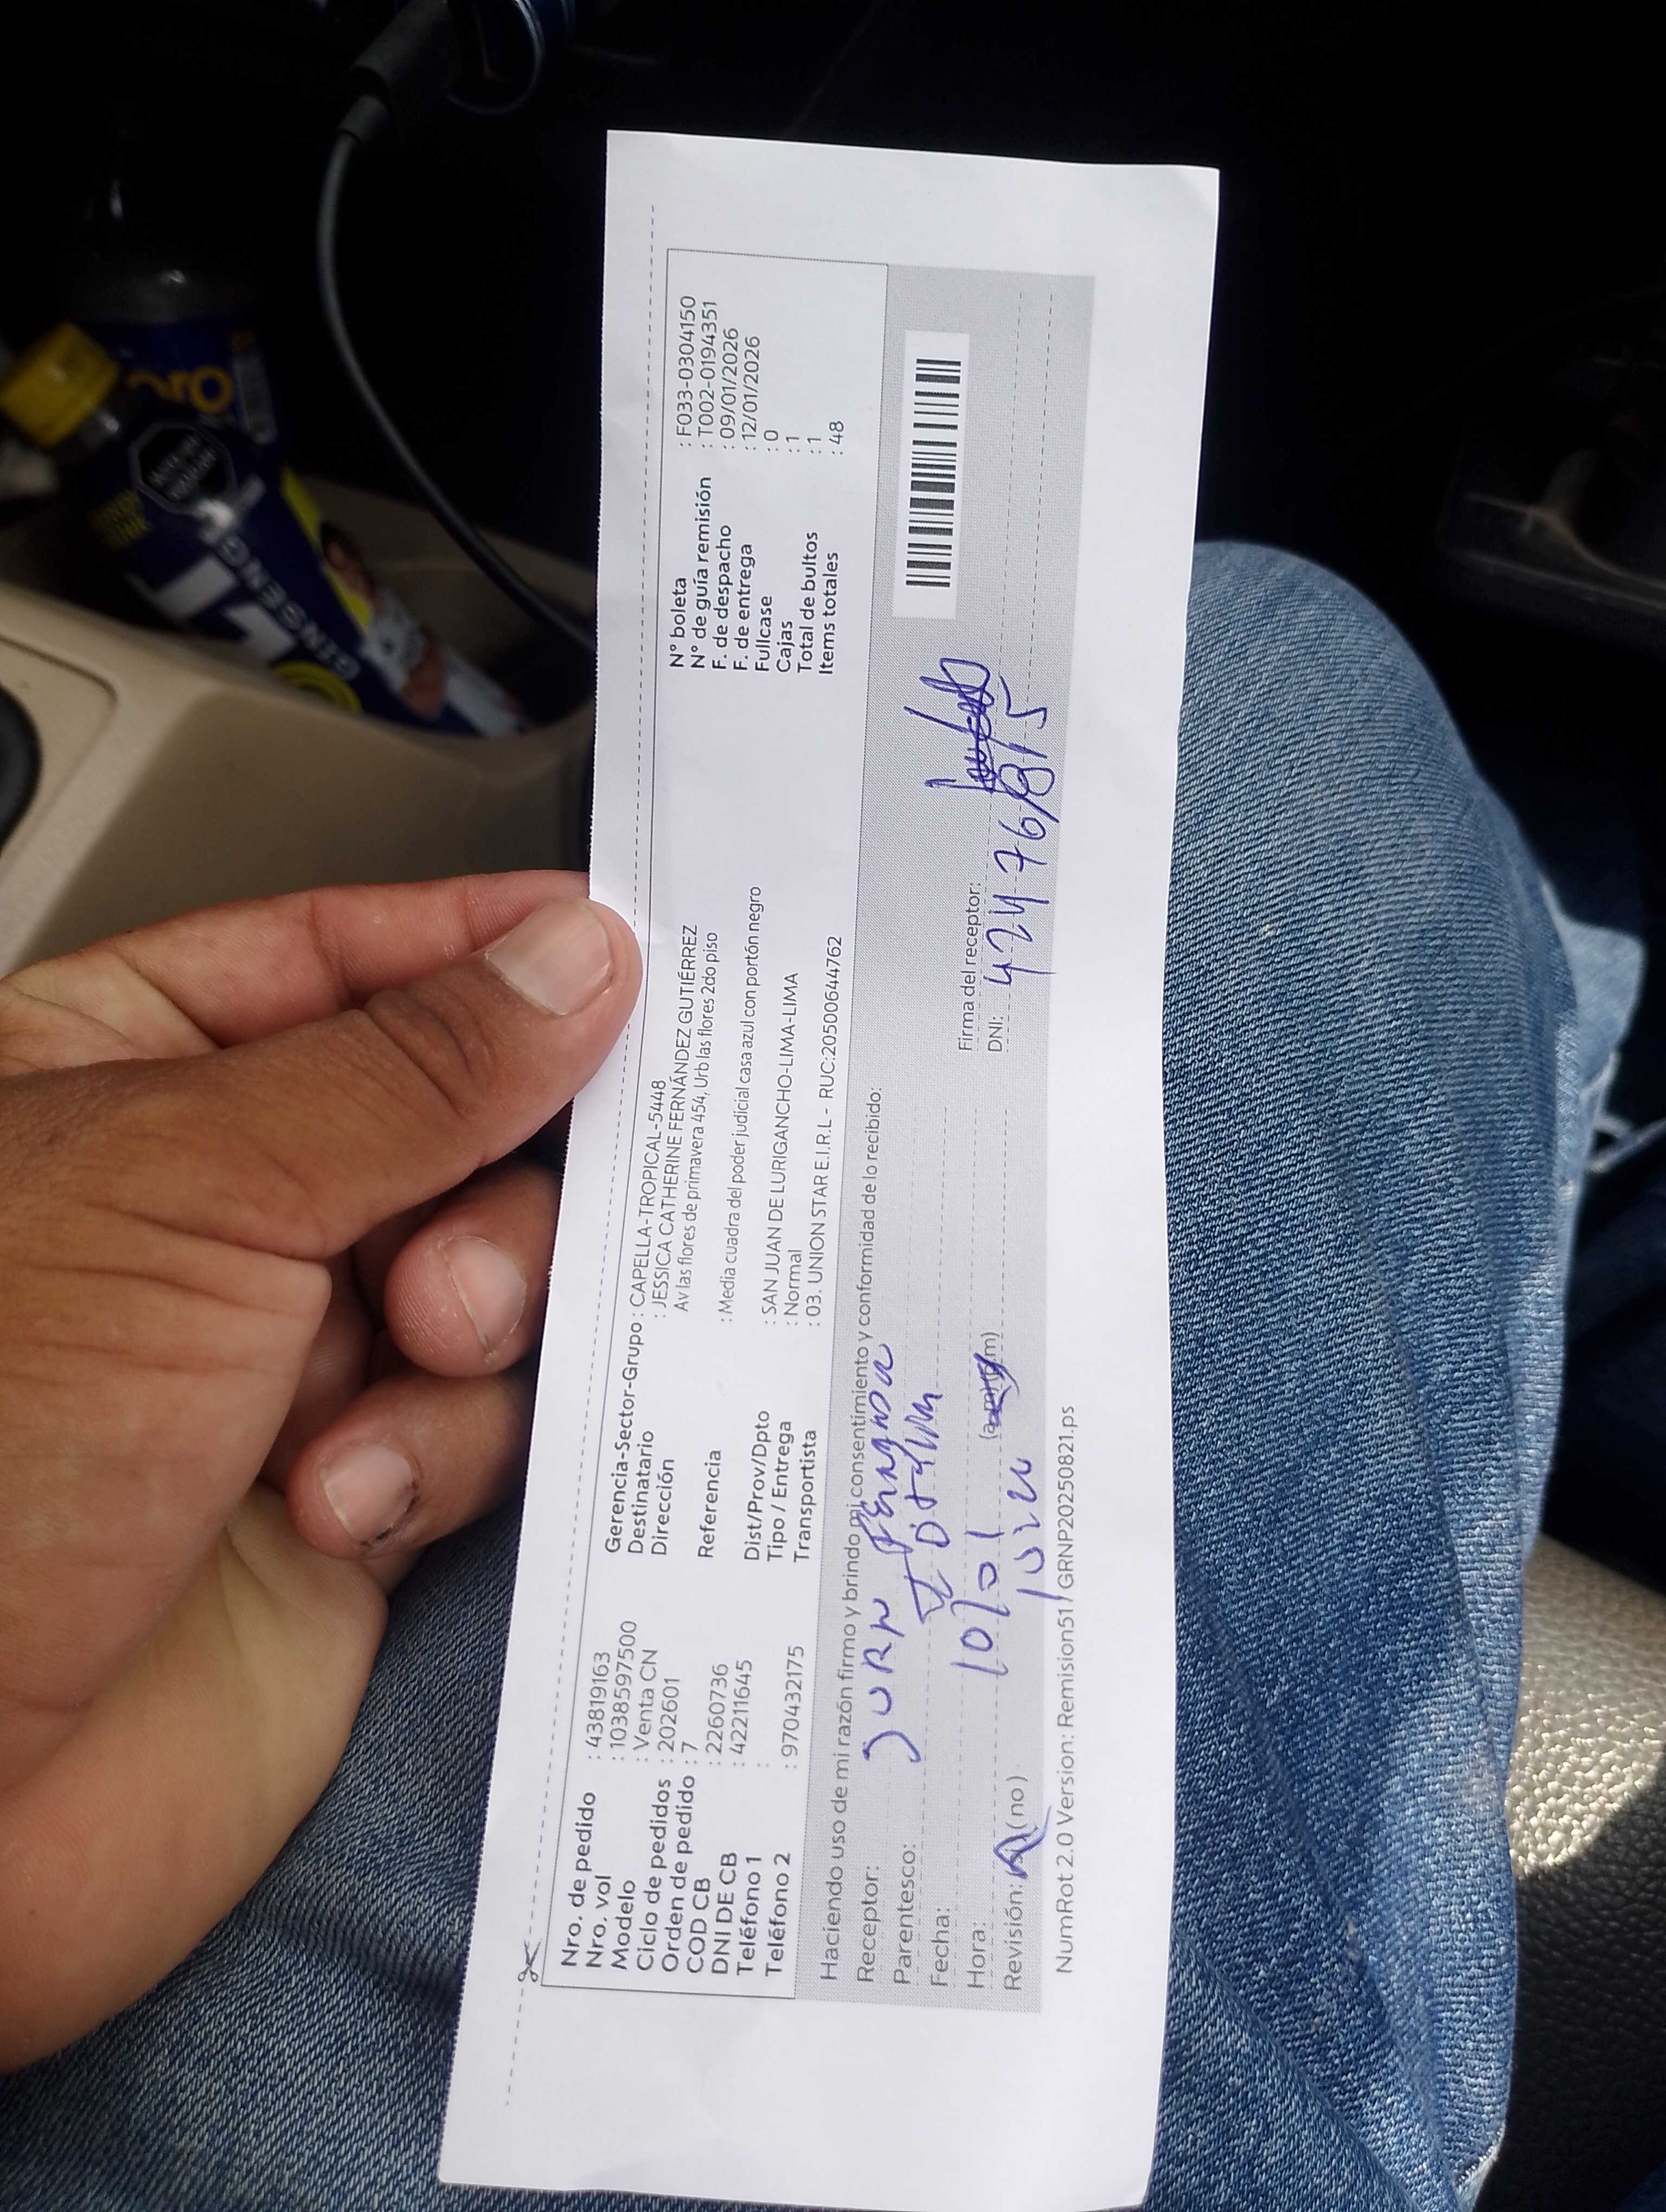 Nro. de pedido : 43819163
Nro. vol : 1038597500
Modelo : Venta CN
Ciclo de pedidos : 202601
Orden de pedido : 7
COD CB : 2260736
DNI DE CB : 42211645
Teléfono 1 :
Teléfono 2 : 970432175
Gerencia-Sector-Grupo : CAPELLA-TROPICAL-5448
Destinatario : JESSICA CATHERINE FERNÁNDEZ GUTIÉRREZ
Dirección Av las flores de primavera 454, Urb las flores 2do piso
Referencia : Media cuadra del poder judicial casa azul con portón negro
Dist/Prov/Dpto : SAN JUAN DE LURIGANCHO-LIMA-LIMA
Tipo / Entrega : Normal
Transportista : 03. UNION STAR E.I.R.L - RUC:20500644762
N° boleta : F033-0304150
N° de guía remisión : T002-0194351
F. de despacho : 09/01/2026
F. de entrega : 12/01/2026
Fullcase : 0
Cajas : 1
Total de bultos : 1
Items totales : 48
Haciendo uso de mi razón firmo y brindo mi consentimiento y conformidad de lo recibido:
Receptor: JUAN
Parentesco:
Fecha: 10/01
Hora: (a.m/p.m)
Revisión: (no)
Firma del receptor:
DNI: 42476815
NumRot 2.0 Version: Remision51/GRNP20250821.ps
GINSENG
ORO